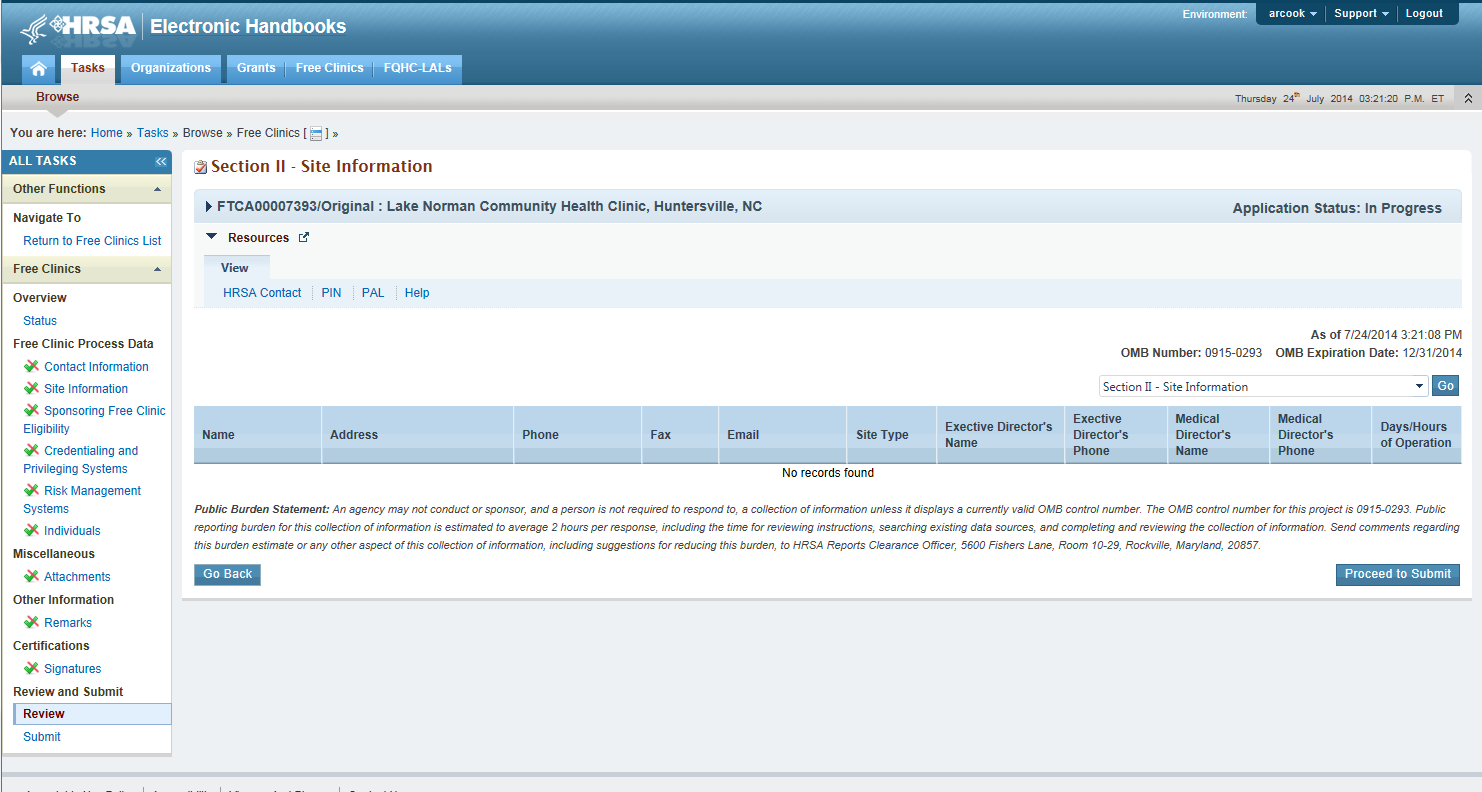 HRSA Electronic Handbooks
Environment: arcook Support Logout
Tasks Organizations Grants Free Clinics FQHC-LALs
Browse
Thursday 24th July 2014 03:21:20 P.M. ET
You are here: Home » Tasks » Browse » Free Clinics [ ] »
ALL TASKS
Other Functions
Navigate To
Return to Free Clinics List
Free Clinics
Overview
Status
Free Clinic Process Data
Contact Information
Site Information
Sponsoring Free Clinic
Eligibility
Credentialing and
Privileging Systems
Risk Management
Systems
Individuals
Miscellaneous
Attachments
Other Information
Remarks
Certifications
Signatures
Review and Submit
Review
Submit
Section II - Site Information
FTCA00007393/Original : Lake Norman Community Health Clinic, Huntersville, NC
Application Status: In Progress
Resources
View
HRSA Contact PIN PAL Help
As of 7/24/2014 3:21:08 PM
OMB Number: 0915-0293 OMB Expiration Date: 12/31/2014
Section II - Site Information Go
Name
Address
Phone
Fax
Email
Site Type
Exective Director's
Name
Exective
Director's
Phone
Medical
Director's
Name
Medical
Director's
Phone
Days/Hours
of Operation
No records found
Public Burden Statement: An agency may not conduct or sponsor, and a person is not required to respond to, a collection of information unless it displays a currently valid OMB control number. The OMB control number for this project is 0915-0293. Public
reporting burden for this collection of information is estimated to average 2 hours per response, including the time for reviewing instructions, searching existing data sources, and completing and reviewing the collection of information. Send comments regarding
this burden estimate or any other aspect of this collection of information, including suggestions for reducing this burden, to HRSA Reports Clearance Officer, 5600 Fishers Lane, Room 10-29, Rockville, Maryland, 20857.
Go Back
Proceed to Submit